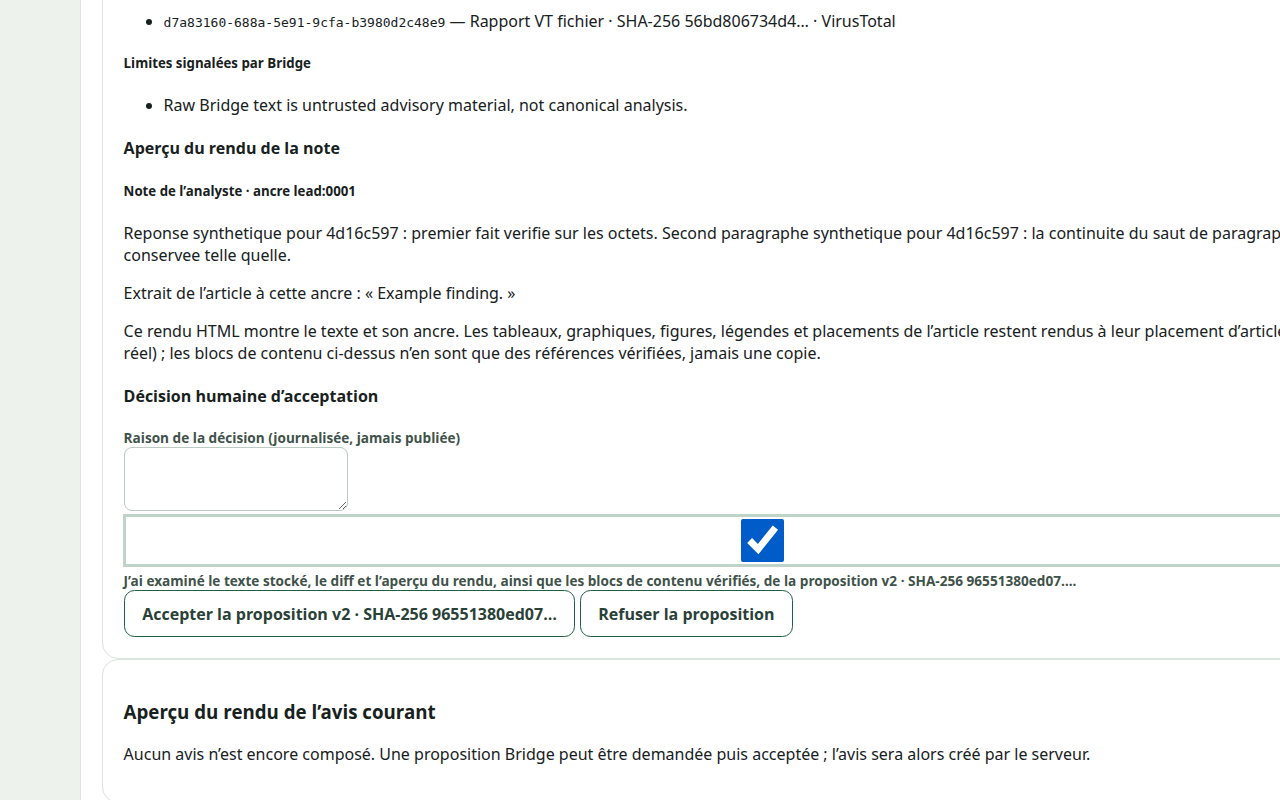 d7a83160-688a-5e91-9cfa-b3980d2c48e9 — Rapport VT fichier · SHA-256 56bd806734d4… · VirusTotal
Limites signalées par Bridge
Raw Bridge text is untrusted advisory material, not canonical analysis.
Aperçu du rendu de la note
Note de l’analyste · ancre lead:0001
Reponse synthetique pour 4d16c597 : premier fait verifie sur les octets. Second paragraphe synthetique pour 4d16c597 : la continuite du saut de paragrap
conservee telle quelle.
Extrait de l’article à cette ancre : « Example finding. »
Ce rendu HTML montre le texte et son ancre. Les tableaux, graphiques, figures, légendes et placements de l’article restent rendus à leur placement d’article
réel) ; les blocs de contenu ci-dessus n’en sont que des références vérifiées, jamais une copie.
Décision humaine d’acceptation
Raison de la décision (journalisée, jamais publiée)
J’ai examiné le texte stocké, le diff et l’aperçu du rendu, ainsi que les blocs de contenu vérifiés, de la proposition v2 · SHA-256 96551380ed07….
Accepter la proposition v2 · SHA-256 96551380ed07… Refuser la proposition
Aperçu du rendu de l’avis courant
Aucun avis n’est encore composé. Une proposition Bridge peut être demandée puis acceptée ; l’avis sera alors créé par le serveur.